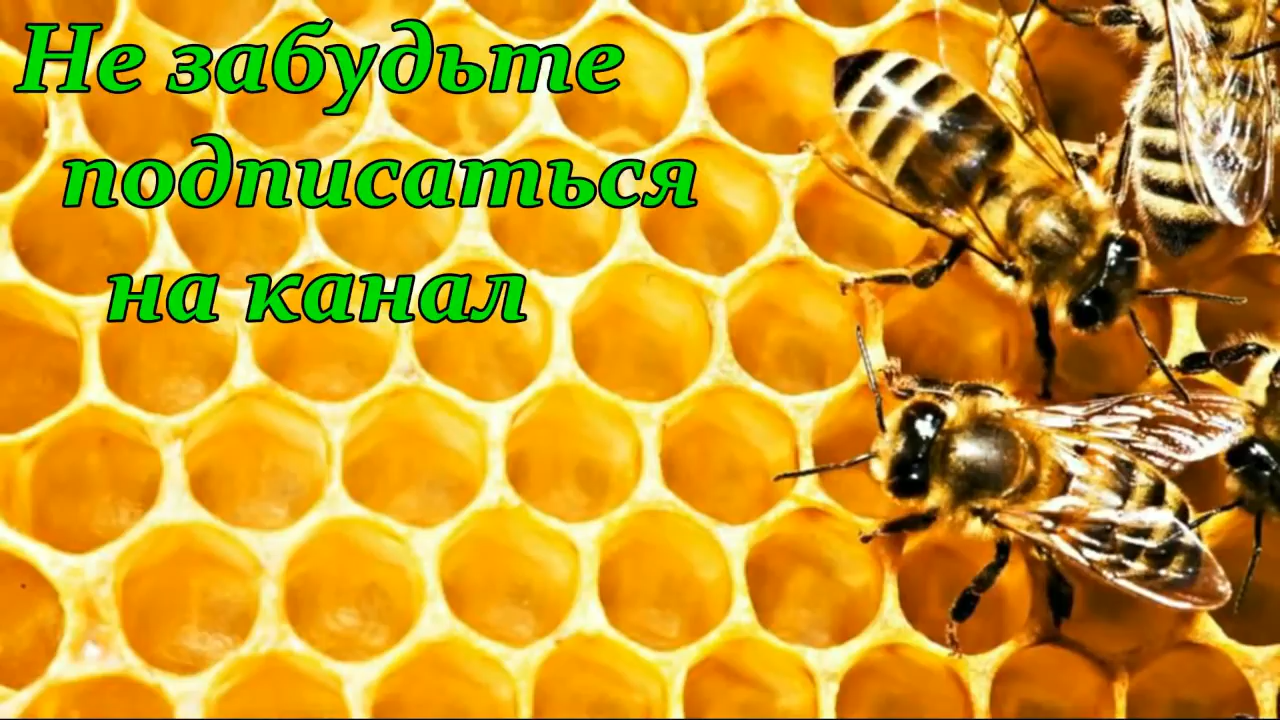 Не забудьте
подписаться
на канал